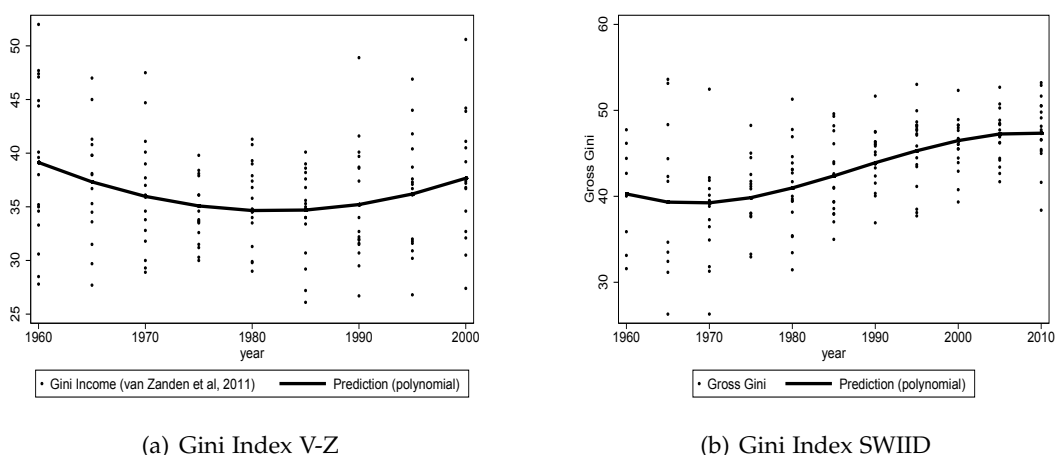 50
45
40
35
30
25
1960
1970
1980
1990
2000
year
Gini Income (van Zanden et al, 2011)
Prediction (polynomial)
(a) Gini Index V-Z
60
50
40
30
Gross Gini
1960
1970
1980
1990
2000
2010
year
Gross Gini
Prediction (polynomial)
(b) Gini Index SWIID